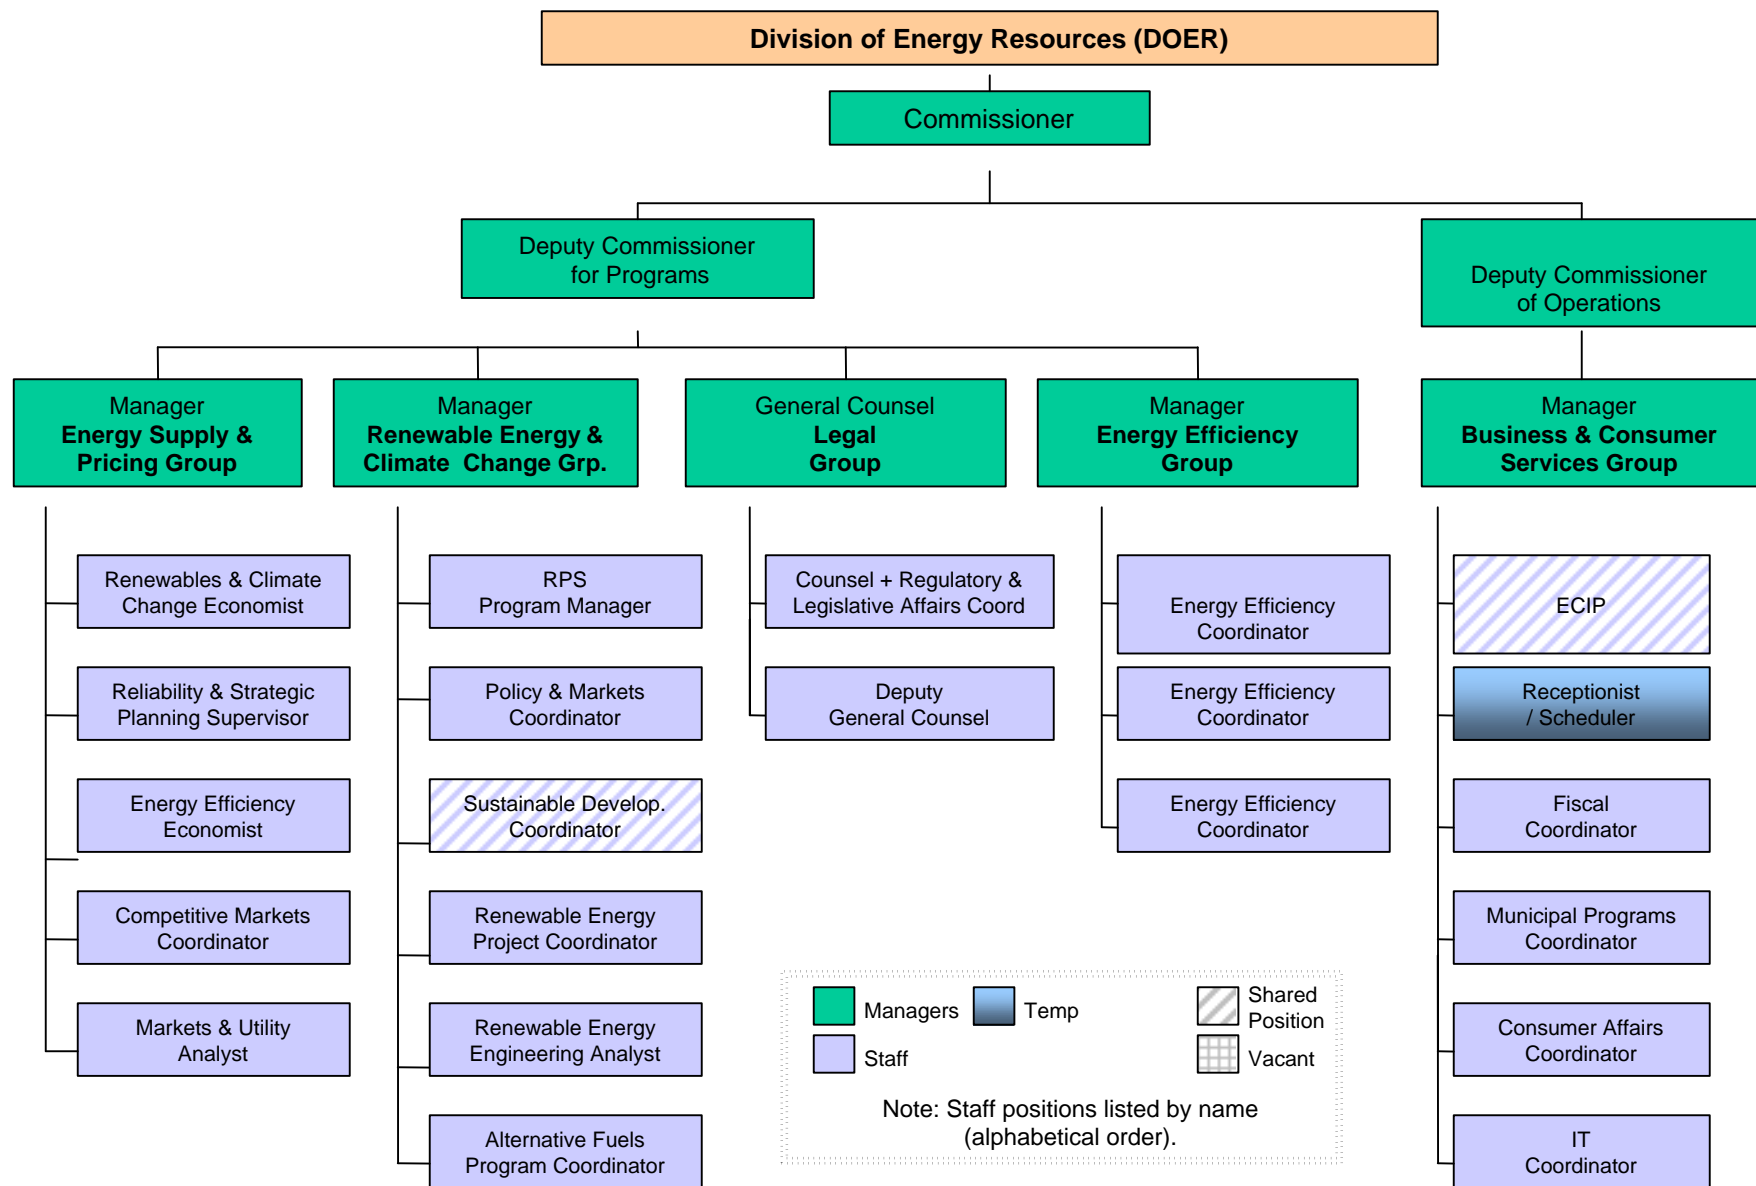 Division of Energy Resources (DOER)
Commissioner
Deputy Commissioner
for Programs
Deputy Commissioner
of Operations
Manager
Energy Supply &
Pricing Group
Manager
Renewable Energy &
Climate  Change Grp.
General Counsel
Legal
Group
Manager
Energy Efficiency
Group
Manager
Business & Consumer
Services Group
Renewables & Climate
Change Economist
Reliability & Strategic
Planning Supervisor
Energy Efficiency
Economist
Competitive Markets
Coordinator
Markets & Utility
Analyst
RPS
Program Manager
Policy & Markets
Coordinator
Sustainable Develop.
Coordinator
Renewable Energy
Project Coordinator
Renewable Energy
Engineering Analyst
Alternative Fuels
Program Coordinator
Counsel + Regulatory &
Legislative Affairs Coord
Deputy
General Counsel
Energy Efficiency
Coordinator
Energy Efficiency
Coordinator
Energy Efficiency
Coordinator
ECIP
Receptionist
/ Scheduler
Fiscal
Coordinator
Municipal Programs
Coordinator
Consumer Affairs
Coordinator
IT
Coordinator
Managers
Temp
Shared
Position
Staff
Vacant
Note: Staff positions listed by name
(alphabetical order).